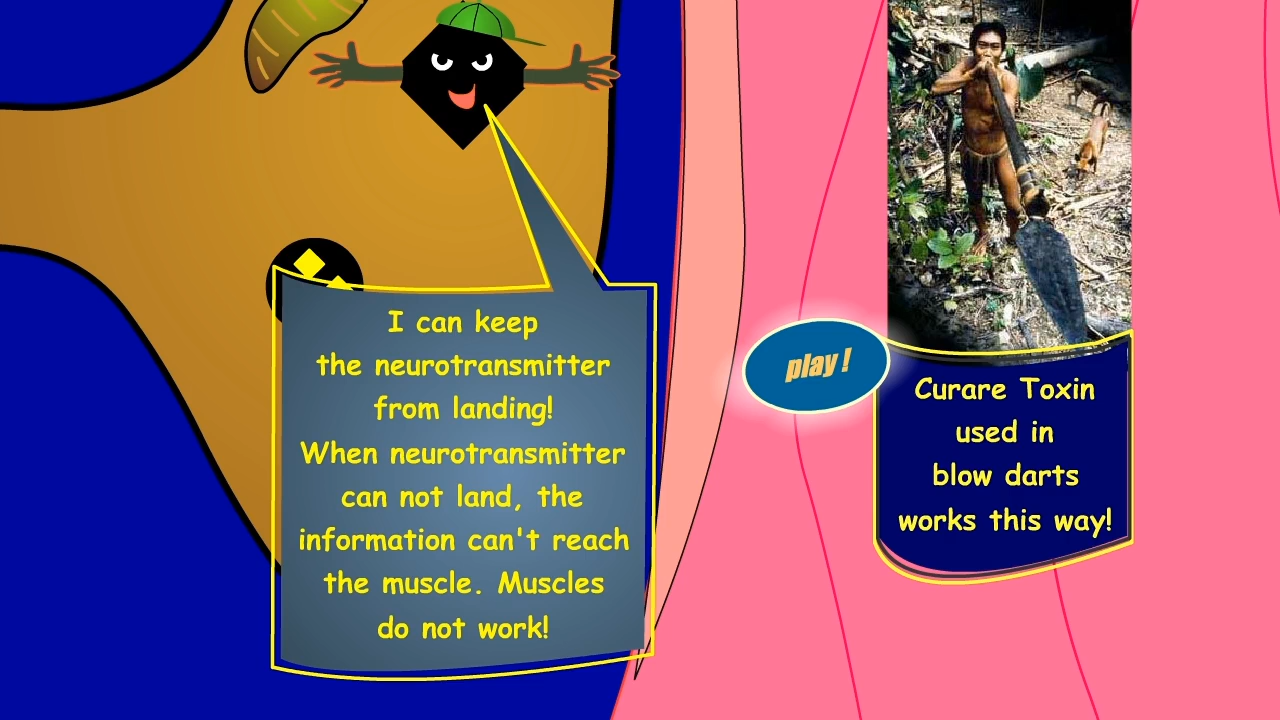 I can keep
the neurotransmitter
from landing!
When neurotransmitter
can not land, the
information can't reach
the muscle. Muscles
do not work!
play !
Curare Toxin
used in
blow darts
works this way!